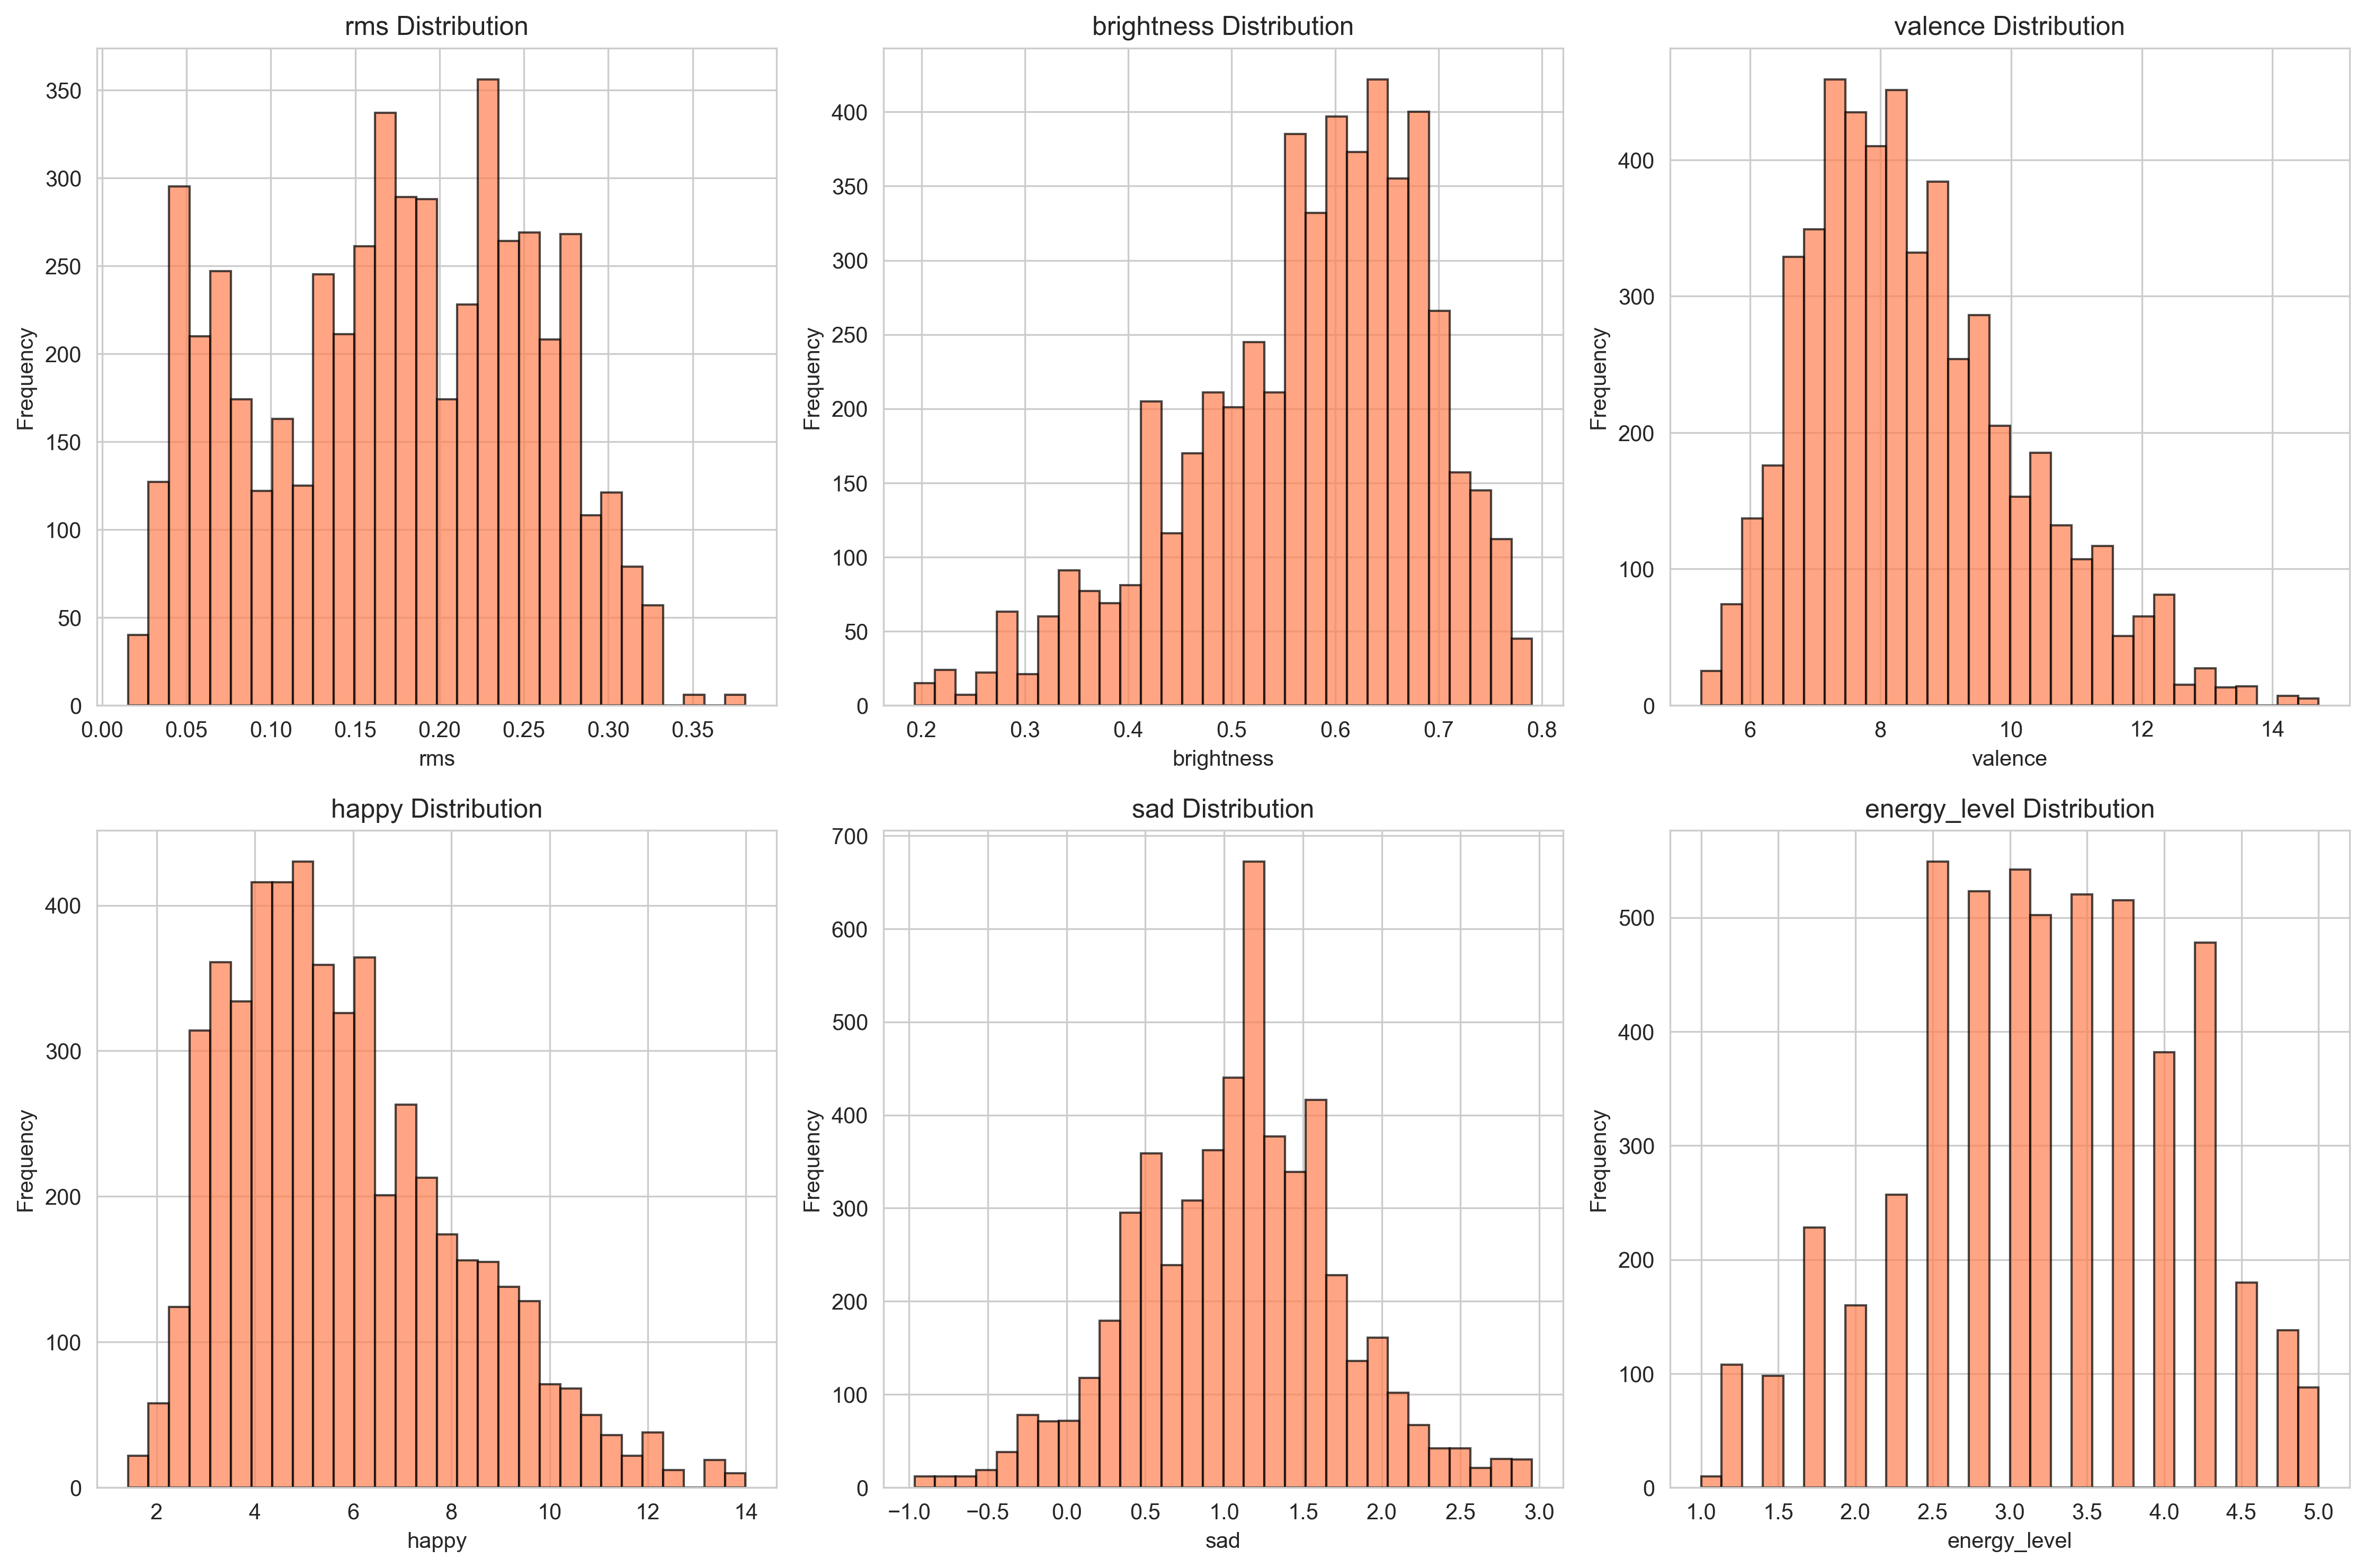 rms Distribution
350
300
250
200
150
100
50
0
Frequency
0.00 0.05 0.10 0.15 0.20 0.25 0.30 0.35
rms
brightness Distribution
400
350
300
250
200
150
100
50
0
Frequency
0.2 0.3 0.4 0.5 0.6 0.7 0.8
brightness
valence Distribution
400
300
200
100
0
Frequency
6 8 10 12 14
valence
happy Distribution
400
300
200
100
0
Frequency
2 4 6 8 10 12 14
happy
sad Distribution
700
600
500
400
300
200
100
0
Frequency
−1.0 −0.5 0.0 0.5 1.0 1.5 2.0 2.5 3.0
sad
energy_level Distribution
500
400
300
200
100
0
Frequency
1.0 1.5 2.0 2.5 3.0 3.5 4.0 4.5 5.0
energy_level